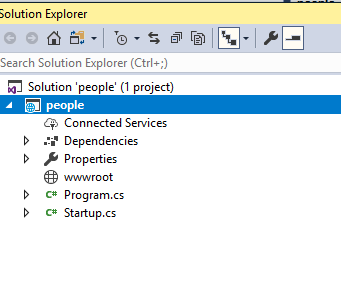 Solution Explorer
Search Solution Explorer (Ctrl+;)
Solution 'people' (1 project)
people
Connected Services
Dependencies
Properties
wwwroot
C# Program.cs
C# Startup.cs